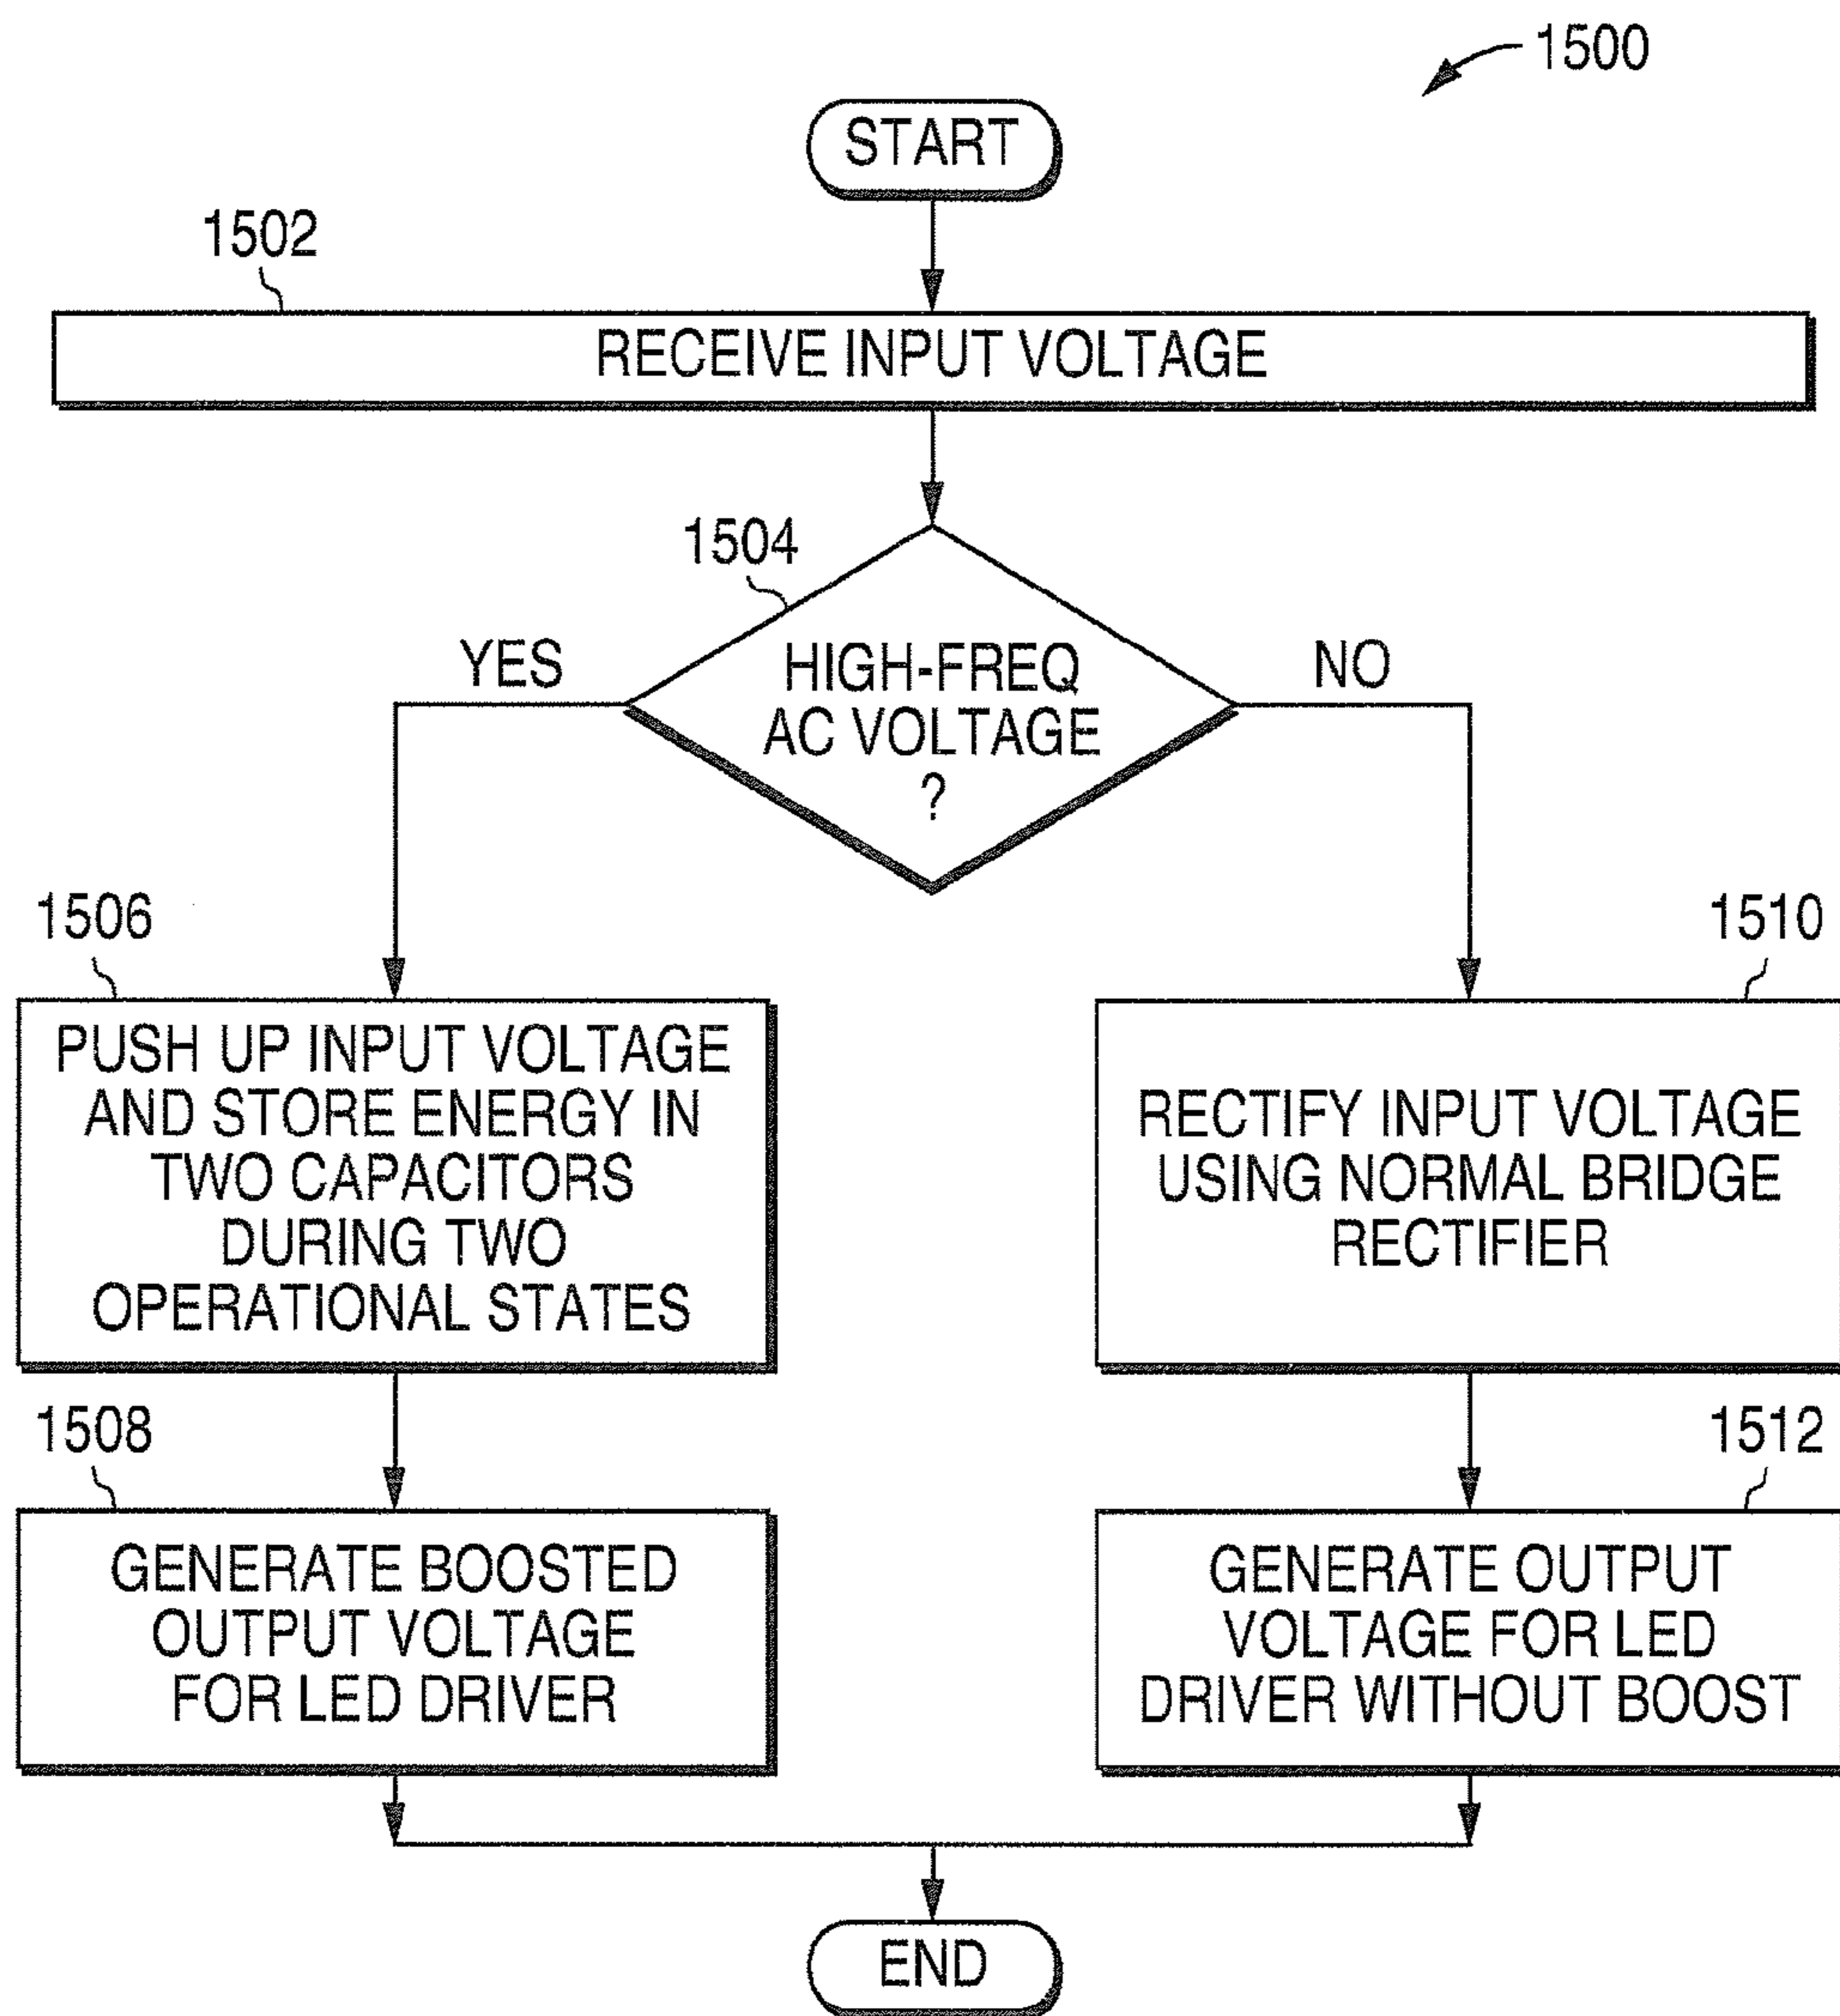 1500
START
1502
RECEIVE INPUT VOLTAGE
1504
YES
HIGH-FREQ
AC VOLTAGE
?
NO
1506
PUSH UP INPUT VOLTAGE
AND STORE ENERGY IN
TWO CAPACITORS
DURING TWO
OPERATIONAL STATES
1510
RECTIFY INPUT VOLTAGE
USING NORMAL BRIDGE
RECTIFIER
1508
GENERATE BOOSTED
OUTPUT VOLTAGE
FOR LED DRIVER
1512
GENERATE OUTPUT
VOLTAGE FOR LED
DRIVER WITHOUT BOOST
END